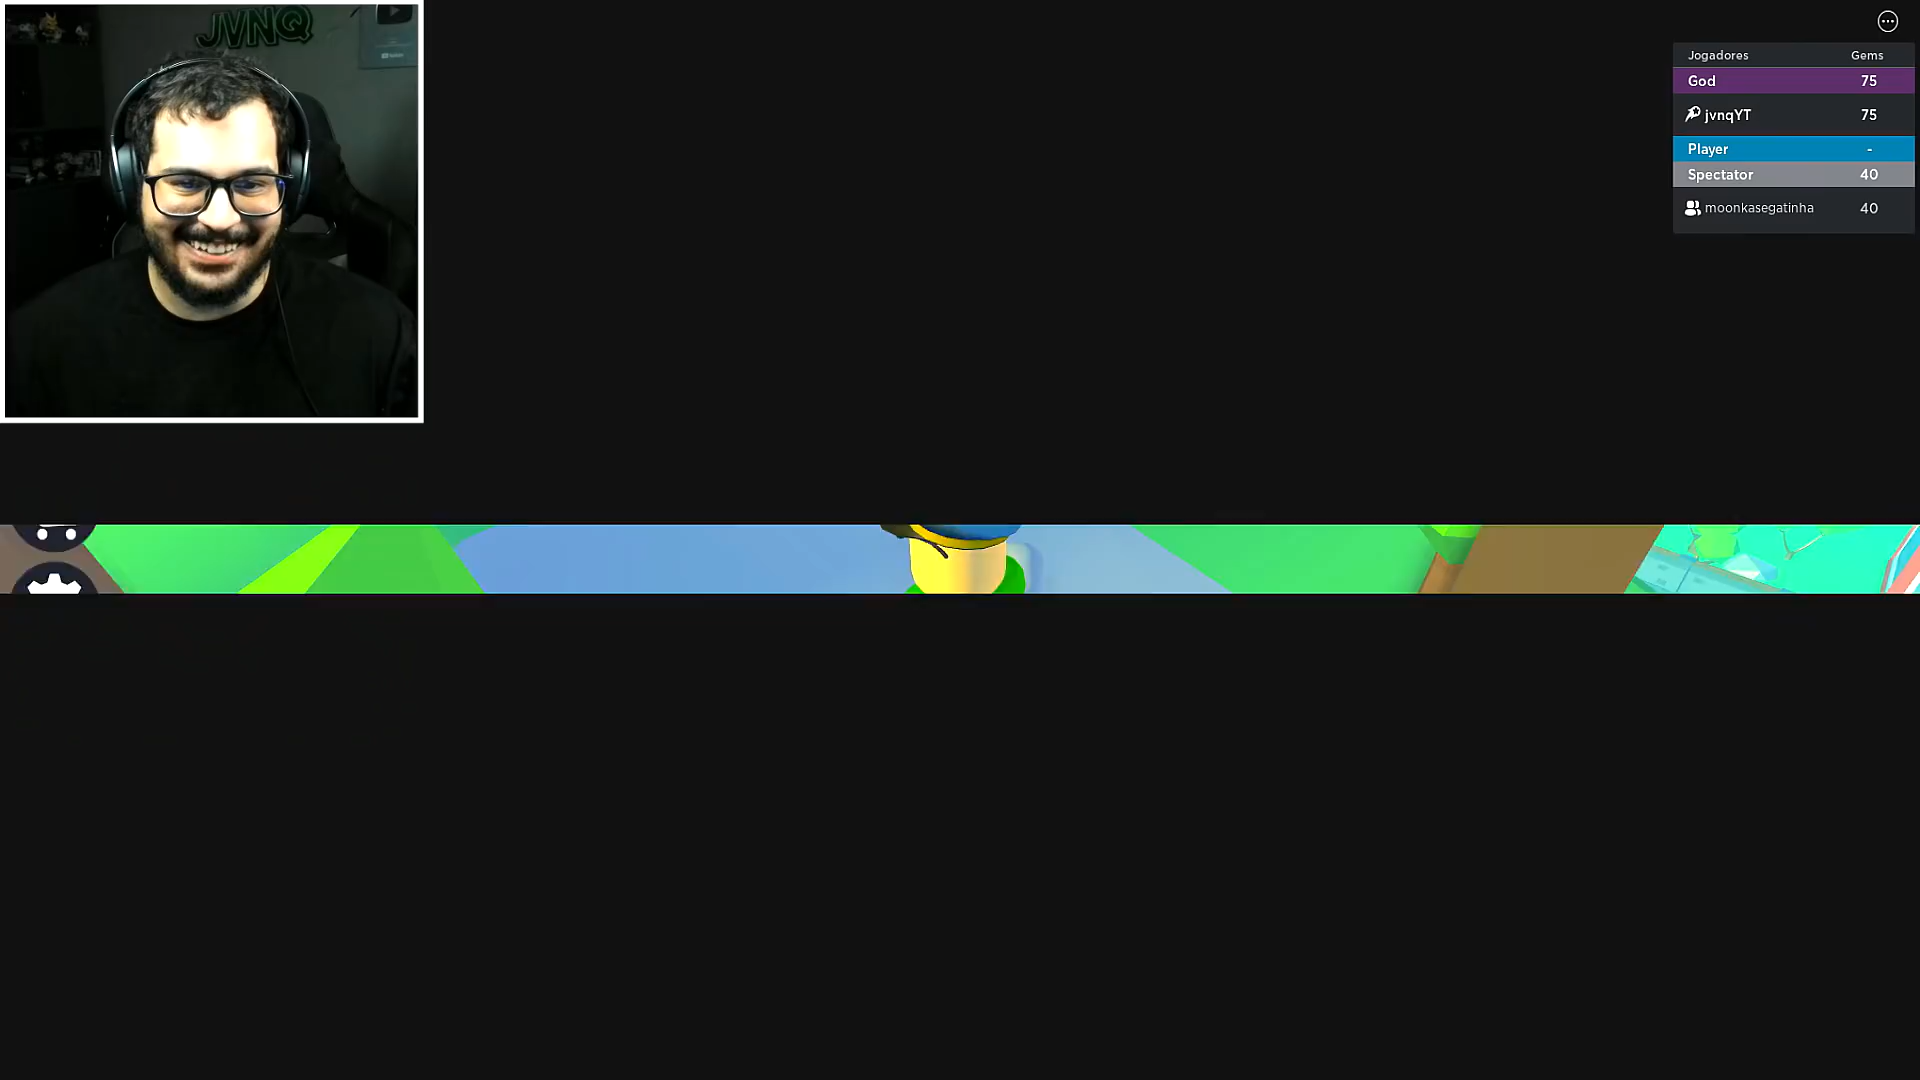 JVNQ
Jogadores Gems
God 75
jvnqYT 75
Player -
Spectator 40
moonkasegatinha 40